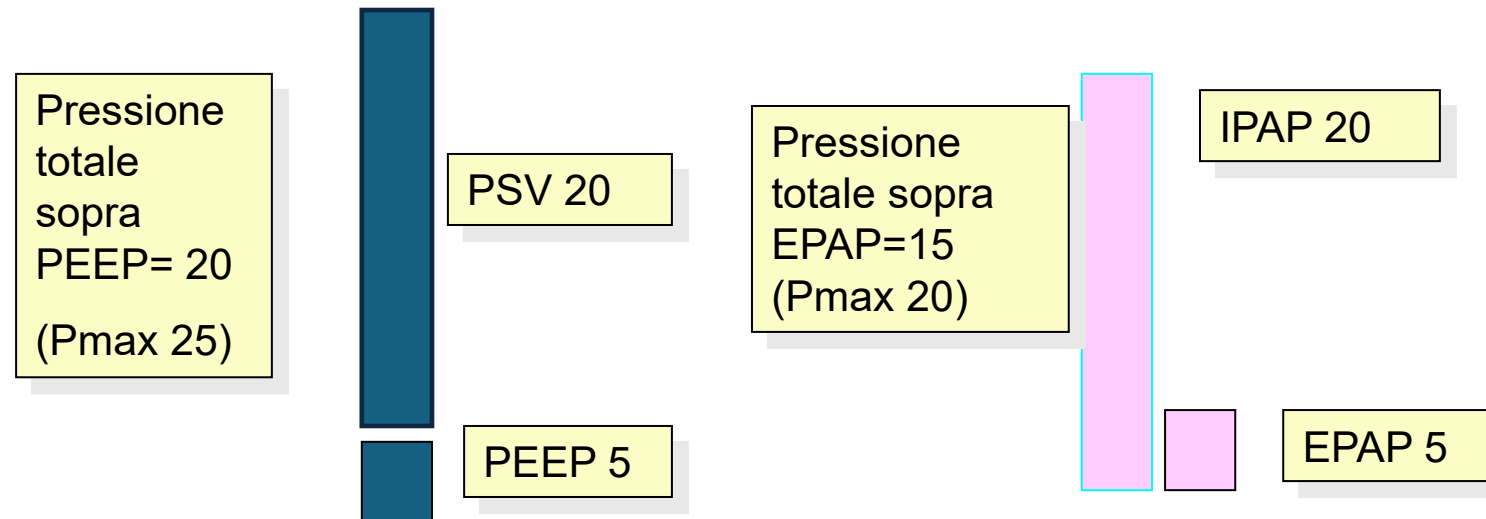 Pressione
totale
sopra
PEEP= 20
(Pmax 25)
PSV 20
PEEP 5
Pressione
totale sopra
EPAP=15
(Pmax 20)
IPAP 20
EPAP 5